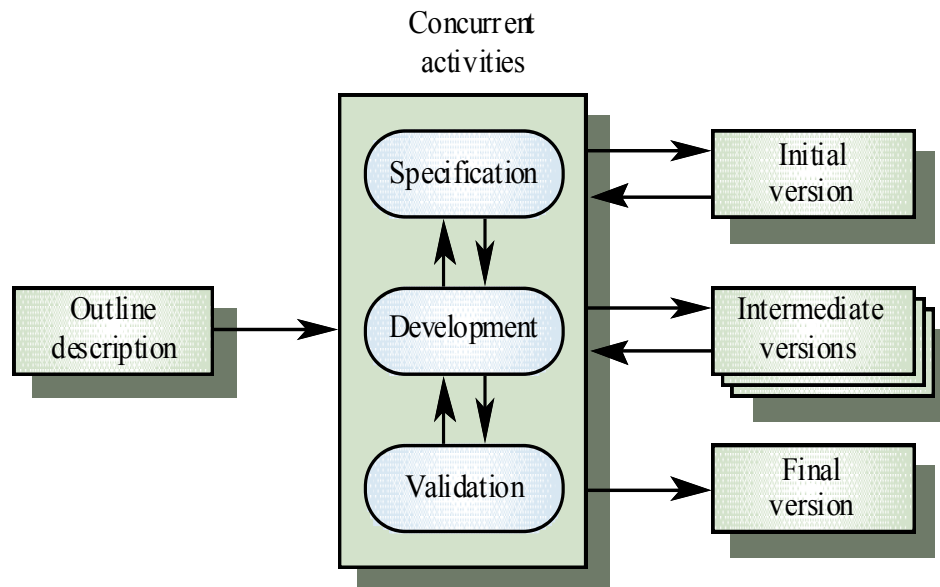 Concurrent
activities
Specification
Initial
version
Outline
description
Development
Intermediate
versions
Validation
Final
version